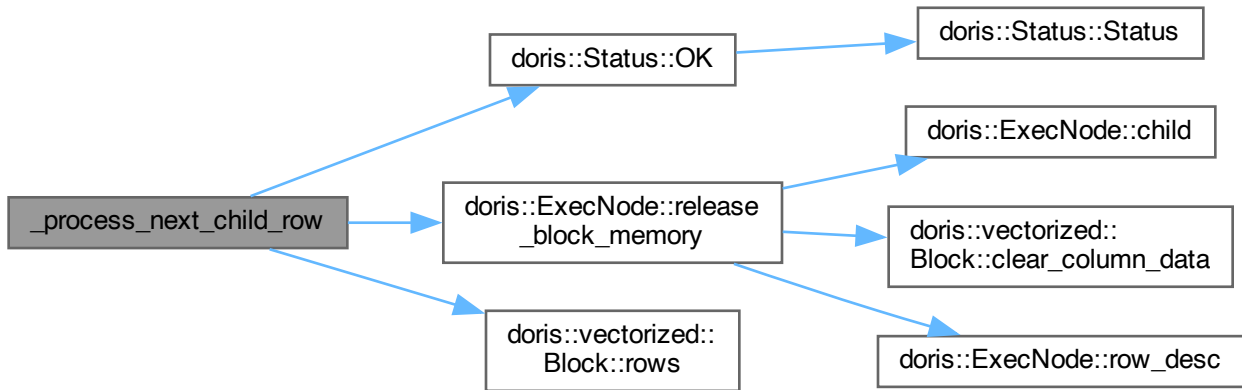 _process_next_child_row
doris::Status::OK
doris::Status::Status
doris::ExecNode::release
_block_memory
doris::ExecNode::child
doris::vectorized::
Block::clear_column_data
doris::ExecNode::row_desc
doris::vectorized::
Block::rows